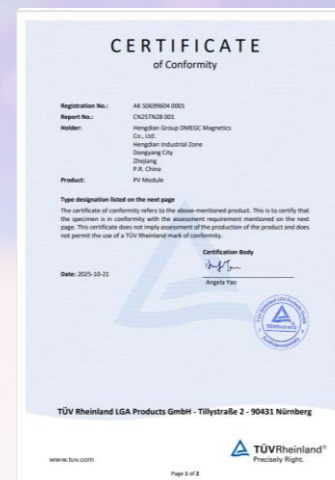 CERTIFICATE
of Conformity
Registration No.: AK 50699604 0001
Report No.: CN25TN28 001
Holder: Hengdian Group DMEGC Magnetics
Co., Ltd.
Hengdian Industrial Zone
Dongyang City
Zhejiang
P.R. China
Product: PV Module
Type designation listed on the next page
The certificate of conformity refers to the above-mentioned product. This is to certify that
the specimen is in conformity with the assessment requirement mentioned on the next
page. This certificate does not imply assessment of the production of the product and does
not permit the use of a TÜV Rheinland mark of conformity.
Certification Body
Date: 2025-10-21
Angela Yao
TÜV Rheinland LGA Products GmbH - Tillystraße 2 - 90431 Nürnberg
www.tuv.com
TÜVRheinland®
Precisely Right.
Page 1 of 2